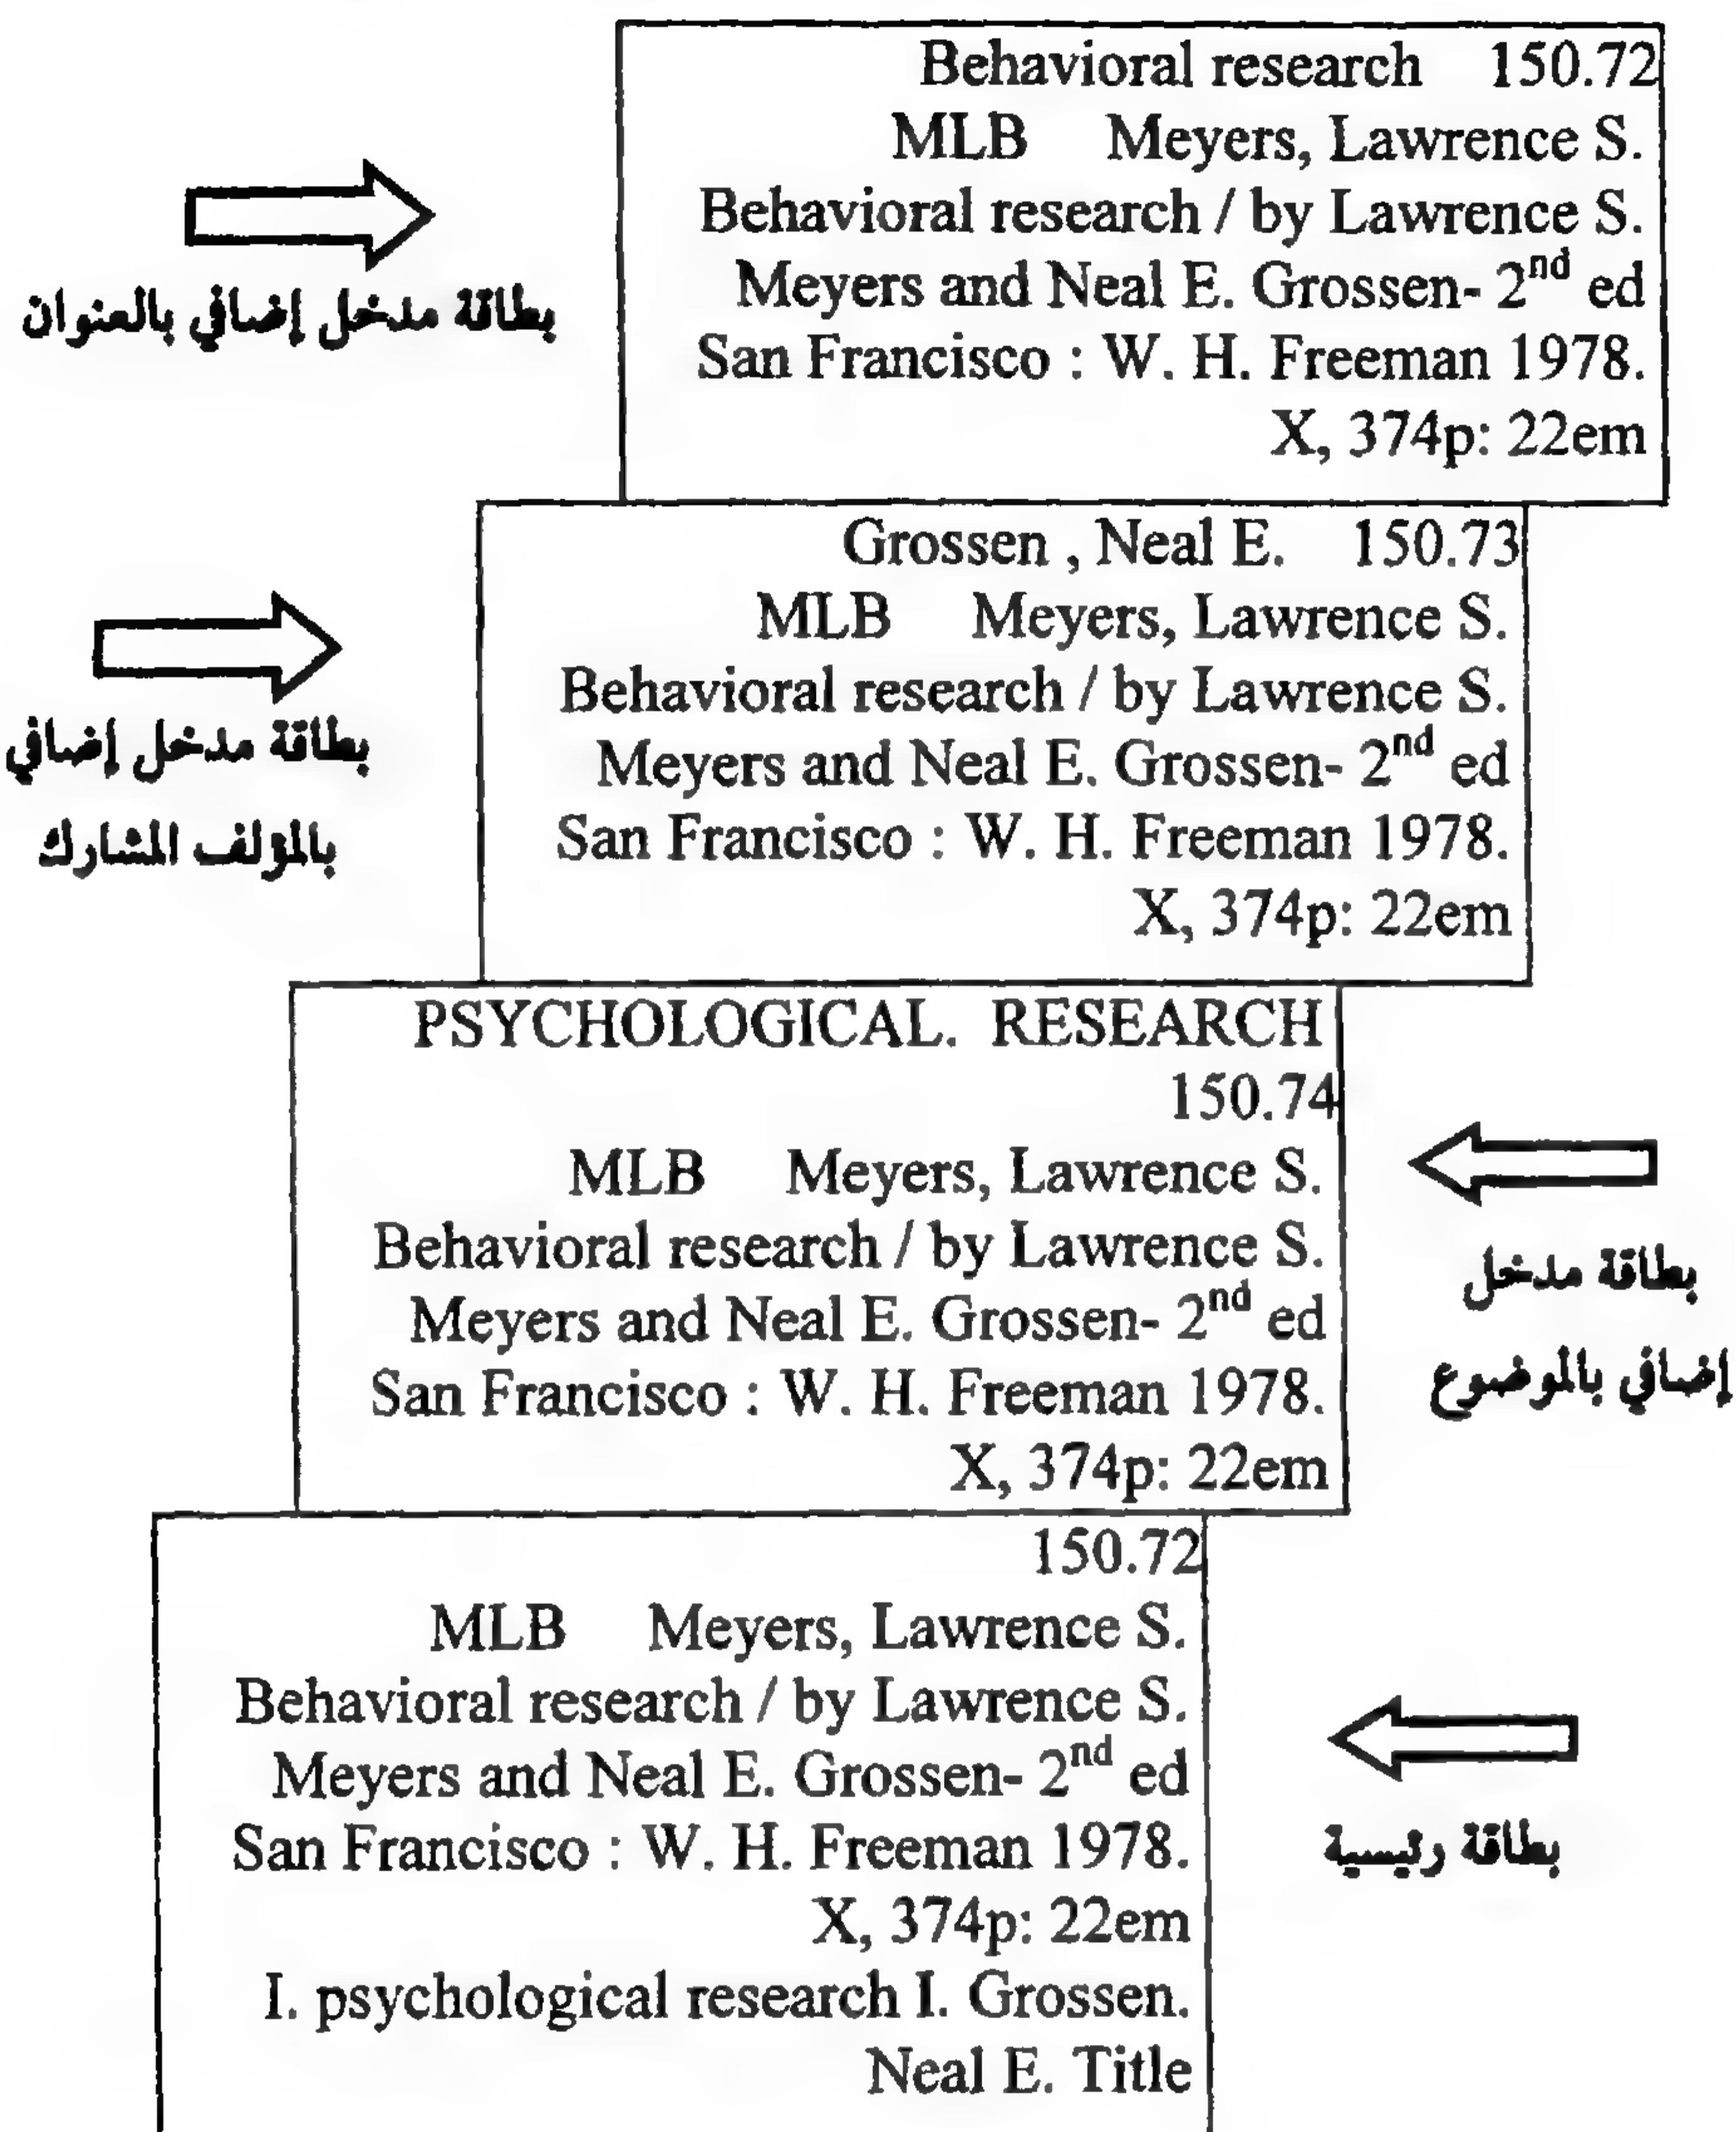 Behavioral research 150.72
MLB Meyers, Lawrence S.
Behavioral research / by Lawrence S.
Meyers and Neal E. Grossen- 2nd ed
San Francisco : W. H. Freeman 1978.
X, 374p: 22em
بطاقة مدخل إضافي بالعنوان
Grossen , Neal E. 150.73
MLB Meyers, Lawrence S.
Behavioral research / by Lawrence S.
Meyers and Neal E. Grossen- 2nd ed
San Francisco : W. H. Freeman 1978.
X, 374p: 22em
بطاقة مدخل إضافي
بالمؤلف المشارك
PSYCHOLOGICAL. RESEARCH
150.74
MLB Meyers, Lawrence S.
Behavioral research / by Lawrence S.
Meyers and Neal E. Grossen- 2nd ed
San Francisco : W. H. Freeman 1978.
X, 374p: 22em
بطاقة مدخل
إضافي بالموضوع
150.72
MLB Meyers, Lawrence S.
Behavioral research / by Lawrence S.
Meyers and Neal E. Grossen- 2nd ed
San Francisco : W. H. Freeman 1978.
X, 374p: 22em
I. psychological research I. Grossen.
Neal E. Title
بطاقة رئيسية